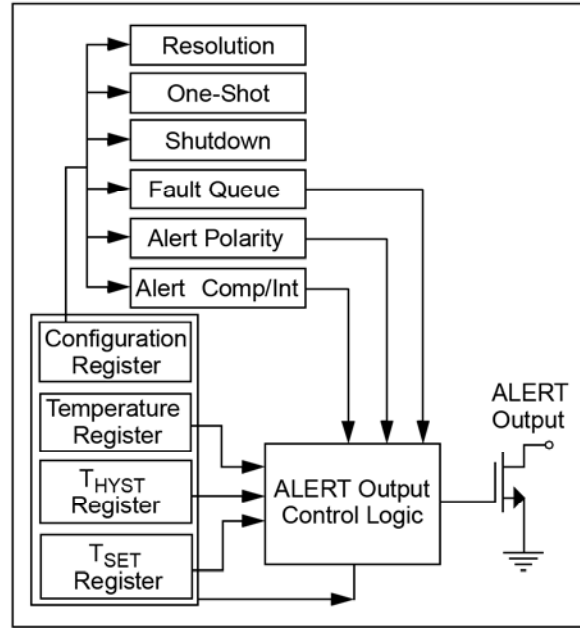 Resolution
One-Shot
Shutdown
Fault Queue
Alert Polarity
Alert Comp/Int
Configuration
Register
Temperature
Register
THYST
Register
TSET
Register
ALERT Output
Control Logic
ALERT
Output